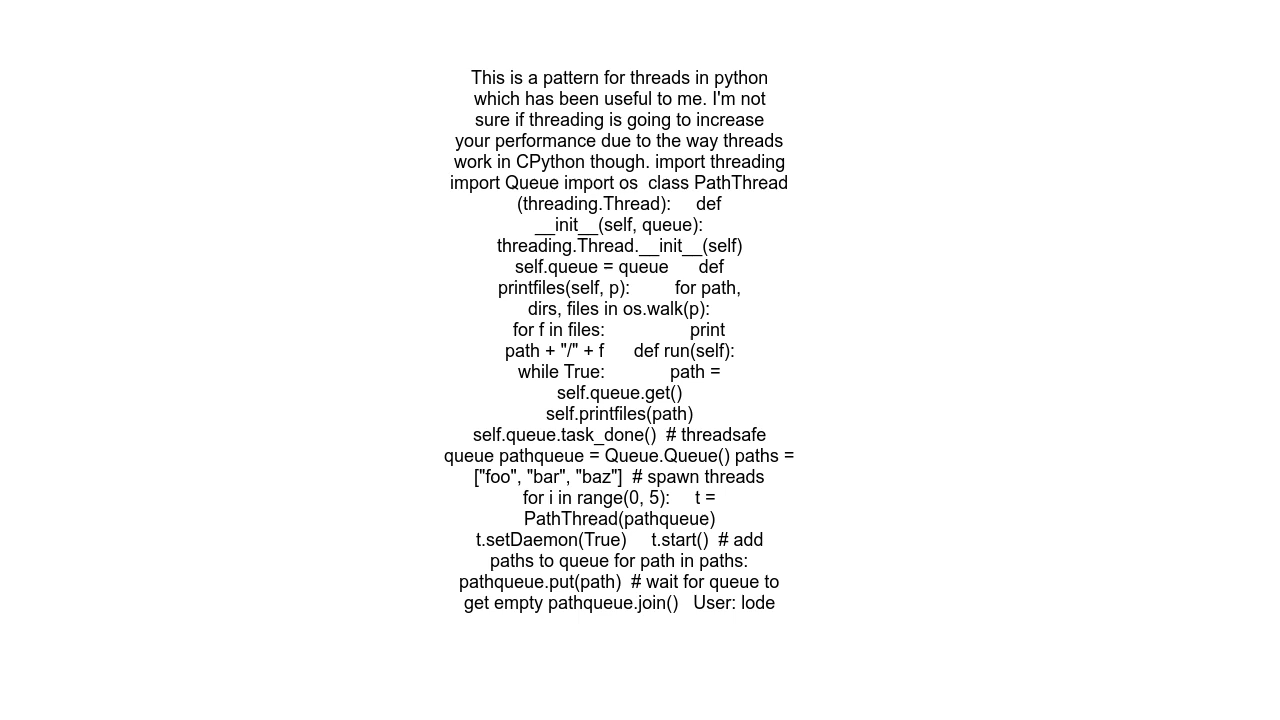 This is a pattern for threads in python
which has been useful to me. I'm not
sure if threading is going to increase
your performance due to the way threads
work in CPython though. import threading
import Queue import os  class PathThread
(threading.Thread):     def
__init__(self, queue):
threading.Thread.__init__(self)
self.queue = queue      def
printfiles(self, p):         for path,
dirs, files in os.walk(p):
for f in files:                 print
path + "/" + f      def run(self):
while True:             path =
self.queue.get()
self.printfiles(path)
self.queue.task_done()  # threadsafe
queue pathqueue = Queue.Queue() paths =
["foo", "bar", "baz"]  # spawn threads
for i in range(0, 5):     t =
PathThread(pathqueue)
t.setDaemon(True)     t.start()  # add
paths to queue for path in paths:
pathqueue.put(path)  # wait for queue to
get empty pathqueue.join()   User: lode